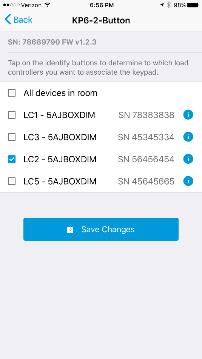 Verizon 6:56 PM 98%
Back KP6-2-Button
SN: 78689790 FW v1.2.3
Tap on the identify buttons to determine to which load
controllers you want to associate the keypad.
All devices in room
LC1 - 5AJBOXDIM SN 78383838
LC3 - 5AJBOXDIM SN 45345334
LC2 - 5AJBOXDIM SN 56456454
LC5 - 5AJBOXDIM SN 45645665
Save Changes